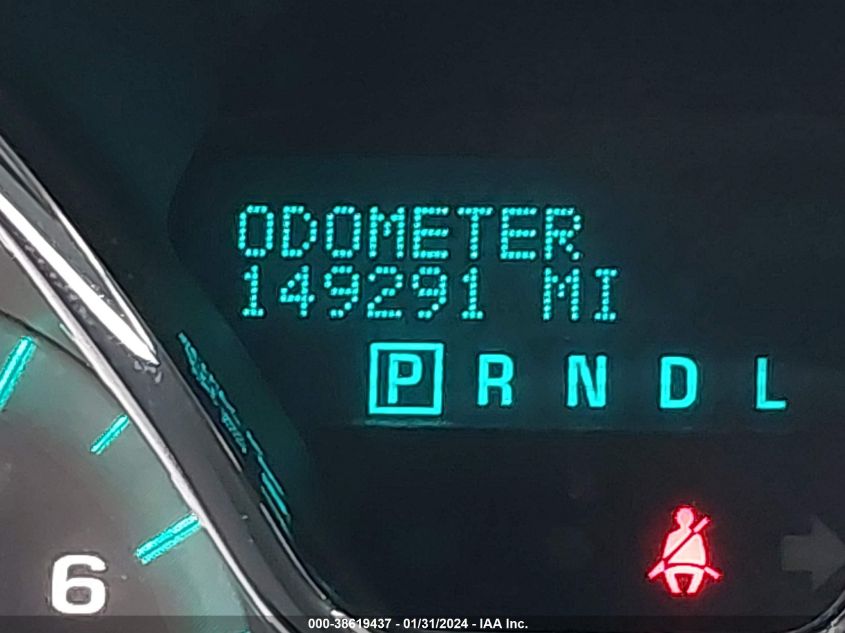 ODOMETER
149291 MI
P R N D L
6
000-38619437 - 01/31/2024 - IAA Inc.